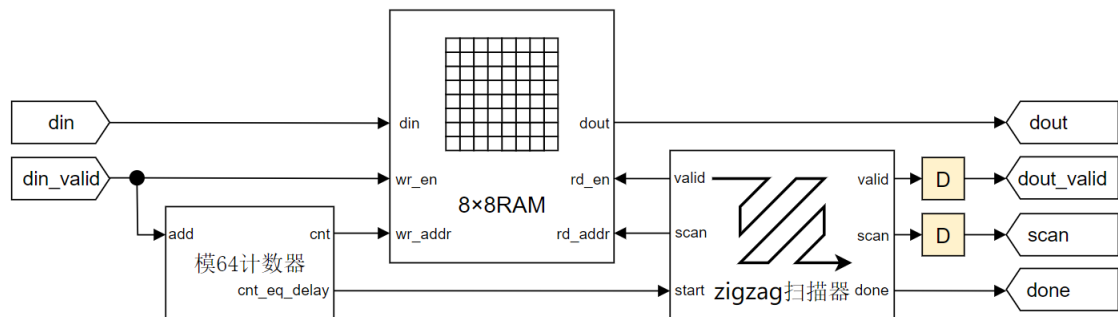 din
din_valid
din
dout
wr_en
rd_en
8×8RAM
wr_addr
rd_addr
add
cnt
模64计数器
cnt_eq_delay
valid
valid
scan
scan
start
done
zigzag扫描器
D
D
dout
dout_valid
scan
done